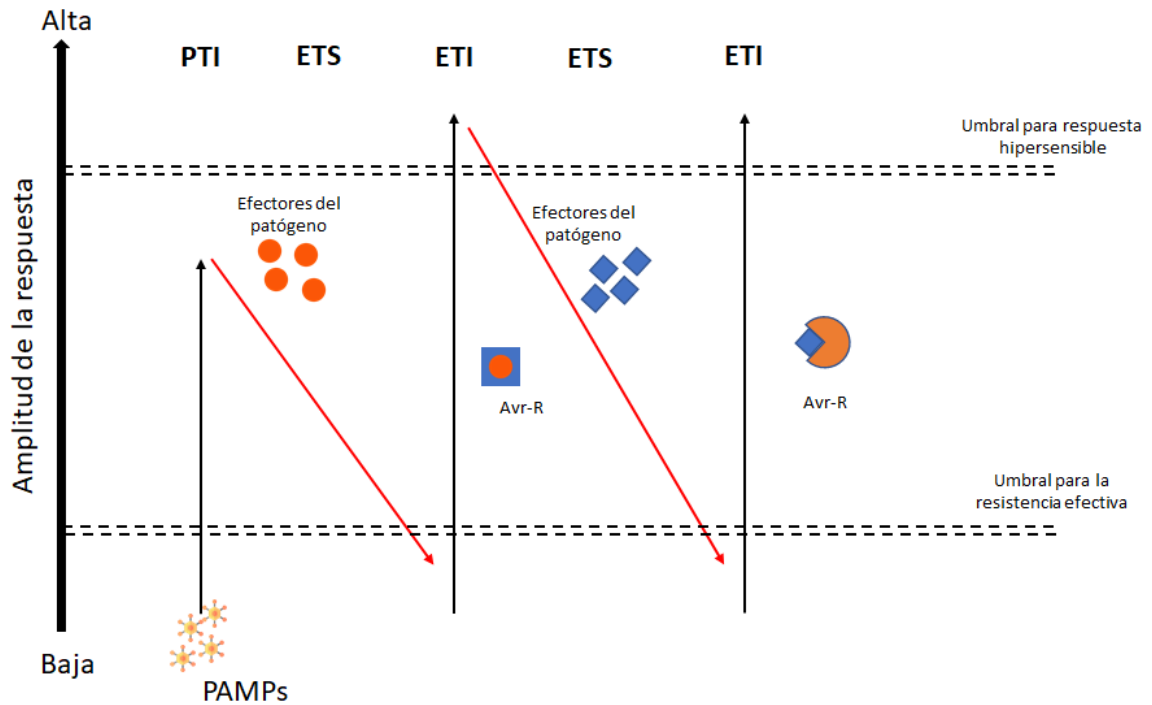 Alta
PTI
ETS
ETI
ETS
ETI
Umbral para respuesta
hipersensible
Efectores del
patógeno
Efectores del
patógeno
Amplitud de la respuesta
Avr-R
Avr-R
Umbral para la
resistencia efectiva
Baja
PAMPs